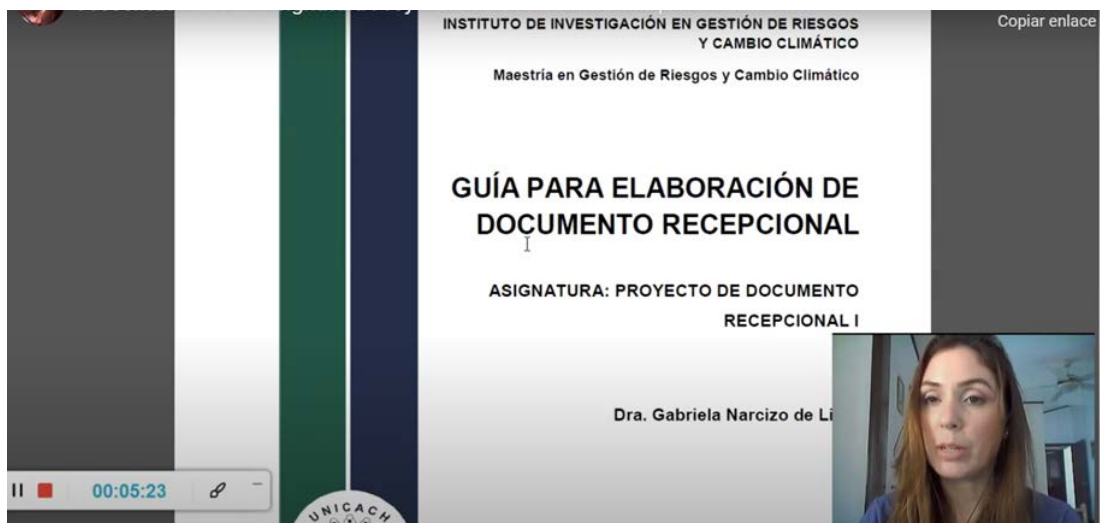 Copiar enlace
INSTITUTO DE INVESTIGACIÓN EN GESTIÓN DE RIESGOS
Y CAMBIO CLIMÁTICO
Maestría en Gestión de Riesgos y Cambio Climático
GUÍA PARA ELABORACIÓN DE
DOCUMENTO RECEPCIONAL
ASIGNATURA: PROYECTO DE DOCUMENTO
RECEPCIONAL I
Dra. Gabriela Narcizo de
00:05:23
UNICACH